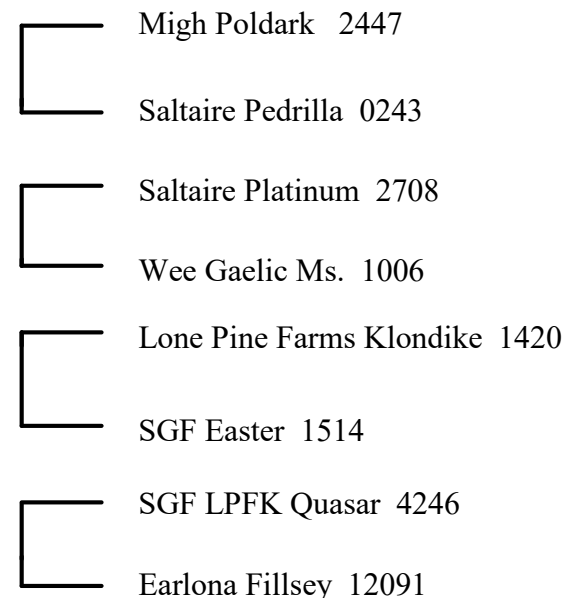 Migh Poldark 2447
Saltaire Pedrilla 0243
Saltaire Platinum 2708
Wee Gaelic Ms. 1006
Lone Pine Farms Klondike 1420
SGF Easter 1514
SGF LPFK Quasar 4246
Earlona Fillsey 12091